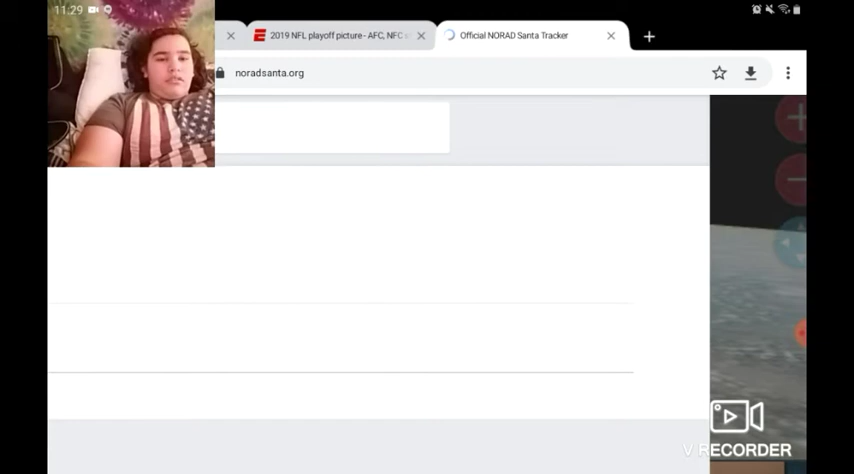 11:29
2019 NFL playoff picture - AFC, NFC
Official NORAD Santa Tracker
noradsanta.org
V RECORDER